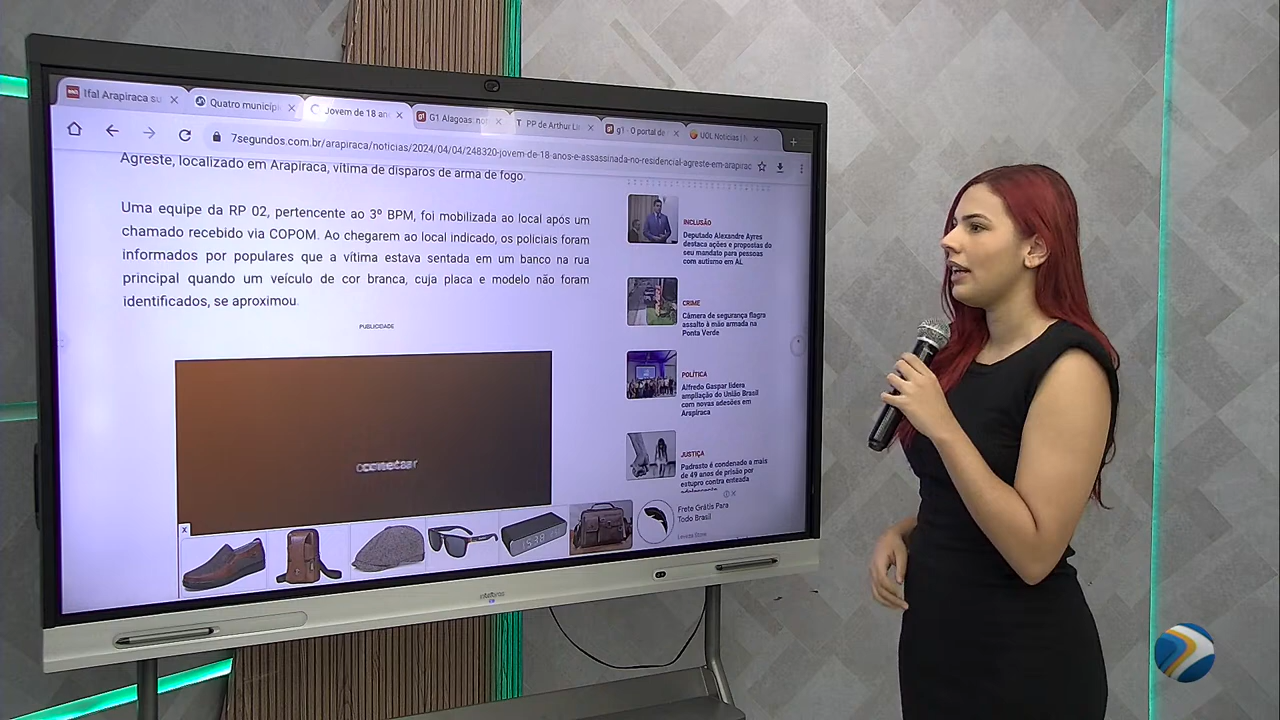 Ifal Arapiraca su
Quatro municíp
Jovem de 18 an
G1 Alagoas: no
PP de Arthur Li
g1 - O portal de
UOL Notícias |
7segundos.com.br/arapiraca/noticias/2024/04/04/248320-jovem-de-18-anos-e-assassinada-no-residencial-agreste-em-arapirac
Agreste, localizado em Arapiraca, vítima de disparos de arma de fogo.
Uma equipe da RP 02, pertencente ao 3º BPM, foi mobilizada ao local após um
chamado recebido via COPOM. Ao chegarem ao local indicado, os policiais foram
informados por populares que a vítima estava sentada em um banco na rua
principal quando um veículo de cor branca, cuja placa e modelo não foram
identificados, se aproximou.
PUBLICIDADE
INCLUSÃO
Deputado Alexandre Ayres
destaca ações e propostas do
seu mandato para pessoas
com autismo em AL
CRIME
Câmera de segurança flagra
assalto à mão armada na
Ponta Verde
POLÍTICA
Alfredo Gaspar lidera
ampliação do União Brasil
com novas adesões em
Arapiraca
JUSTIÇA
Padrasto é condenado a mais
de 49 anos de prisão por
estupro contra enteada
adolescente
X
Frete Grátis Para
Todo Brasil
intelbras